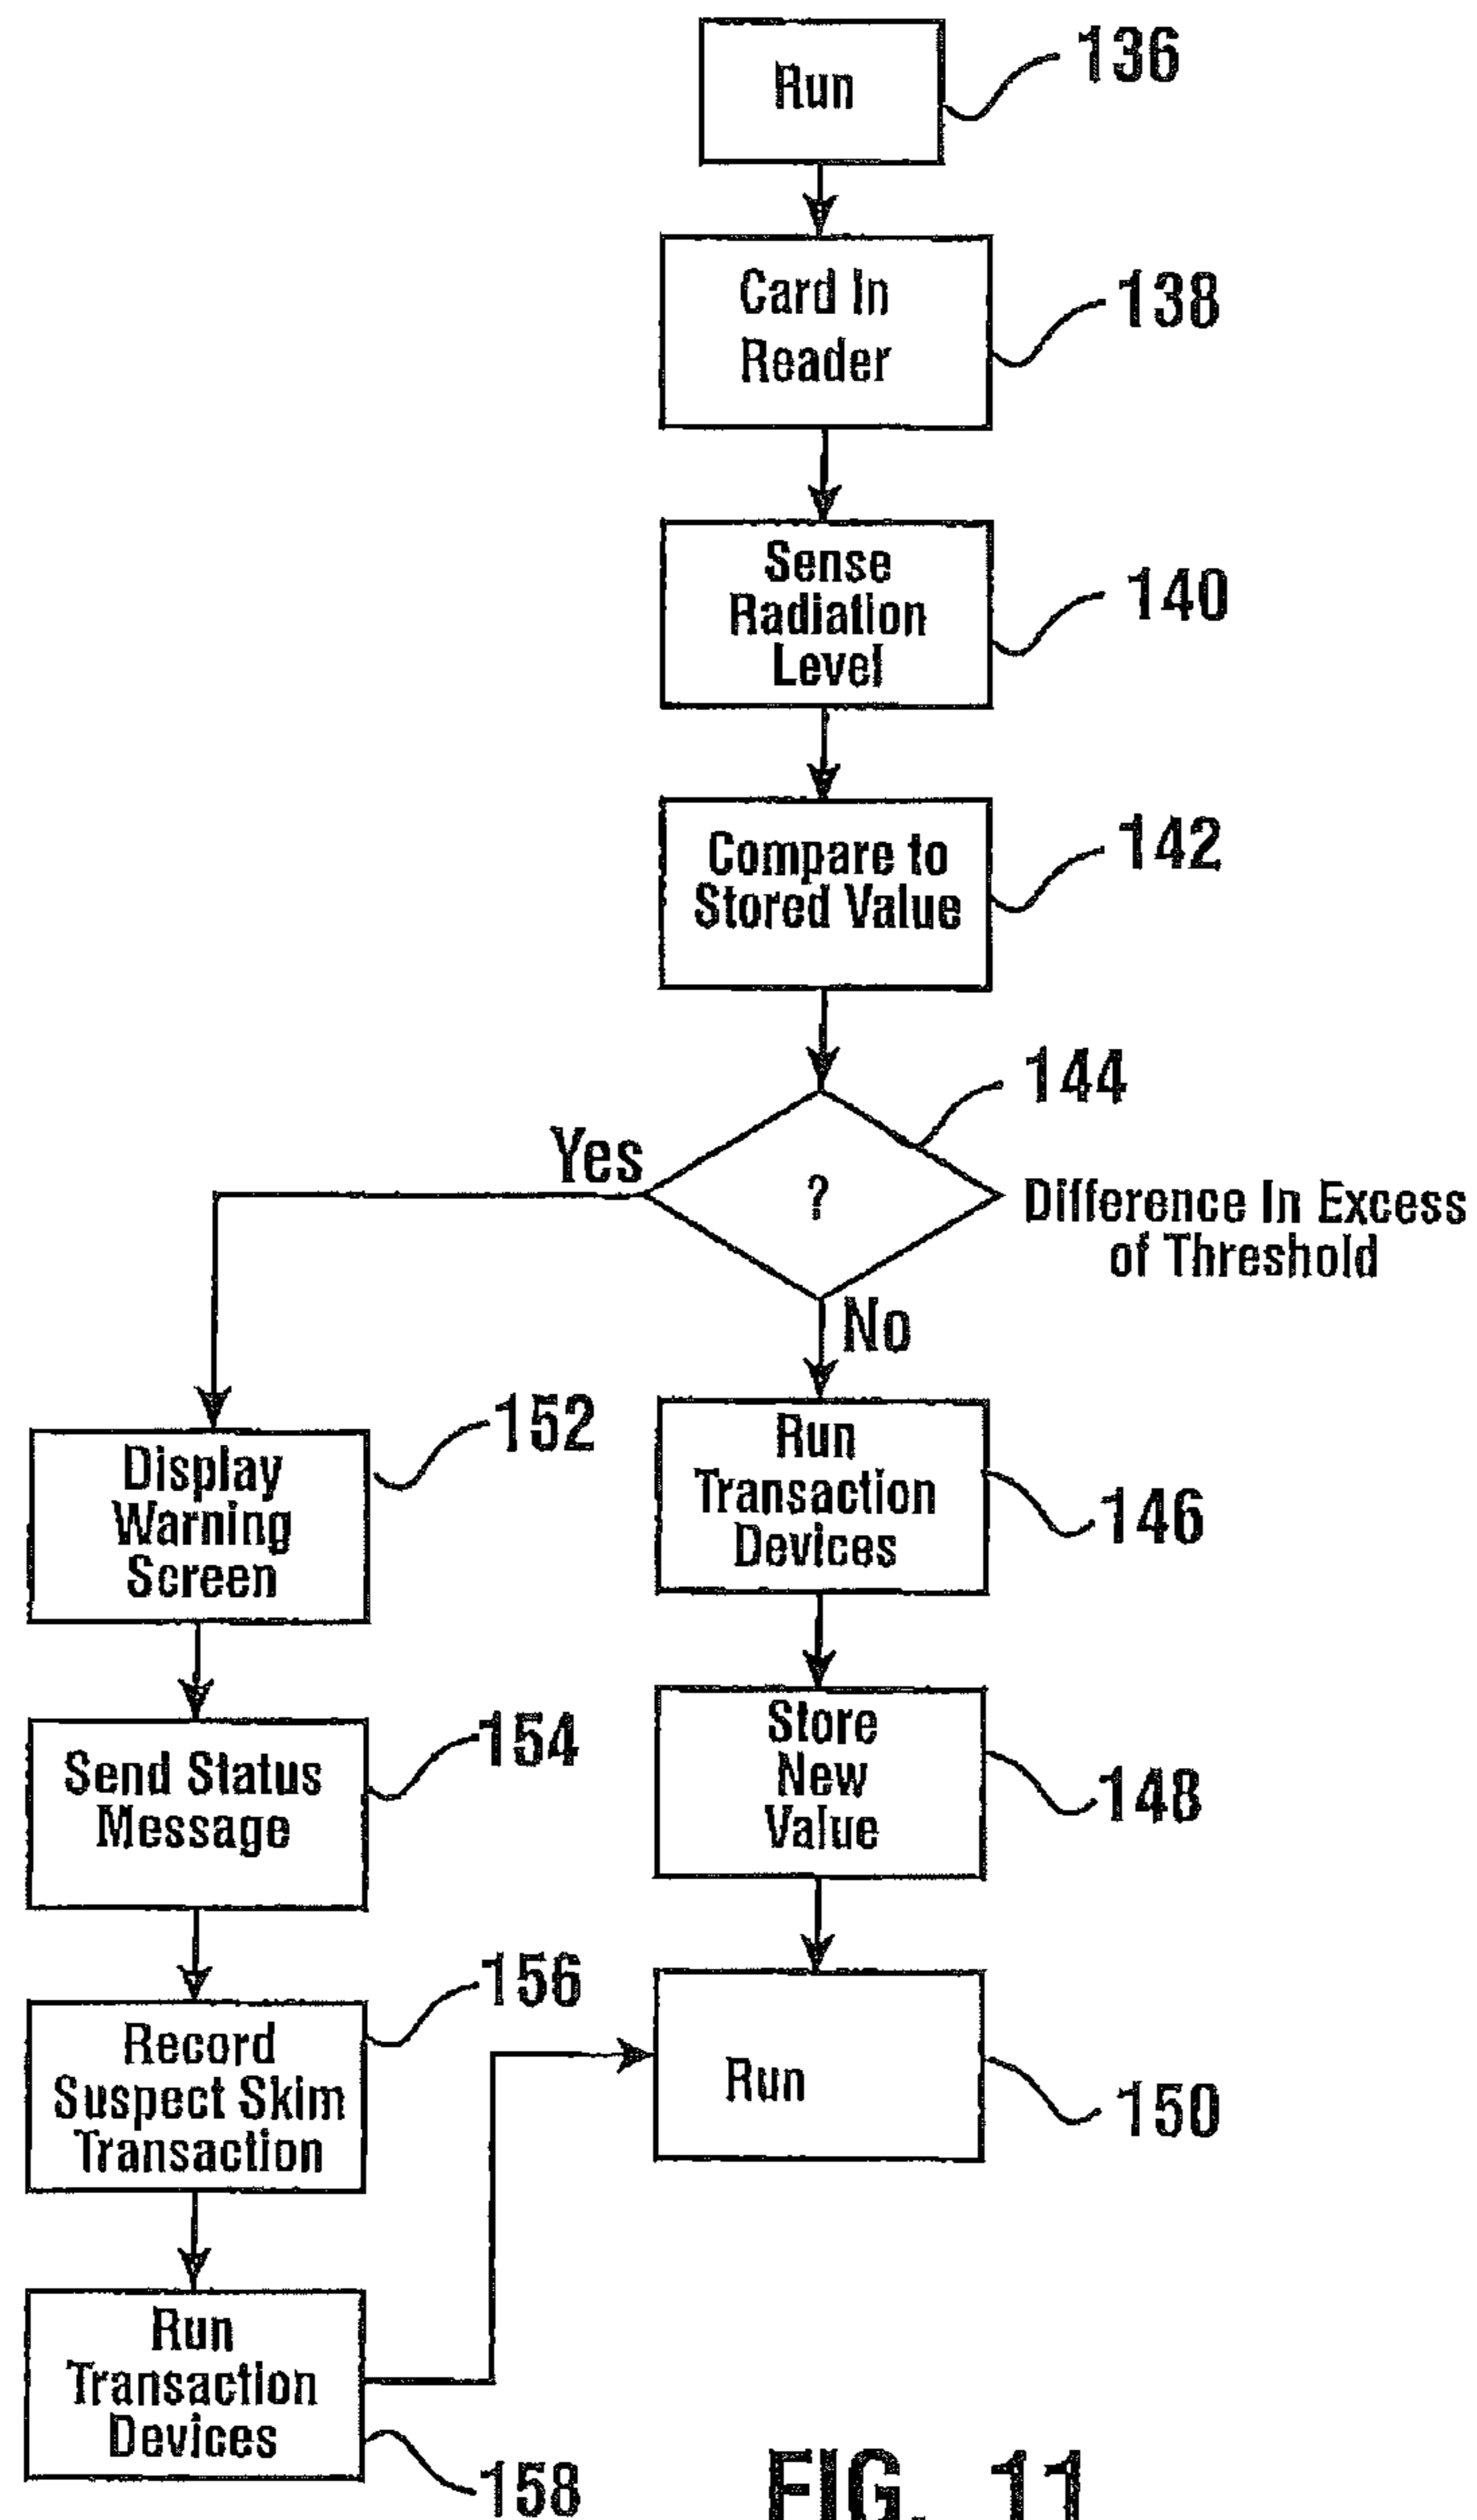 Run
136
Card In
Reader
138
Sense
Radiation
Level
140
Compare to
Stored Value
142
144
Yes
?
Difference In Excess
of Threshold
No
152
Display
Warning
Screen
Run
Transaction
Devices
146
154
Send Status
Message
Store
New
Value
148
156
Record
Suspect Skim
Transaction
Run
150
Run
Transaction
Devices
158
FIG. 11